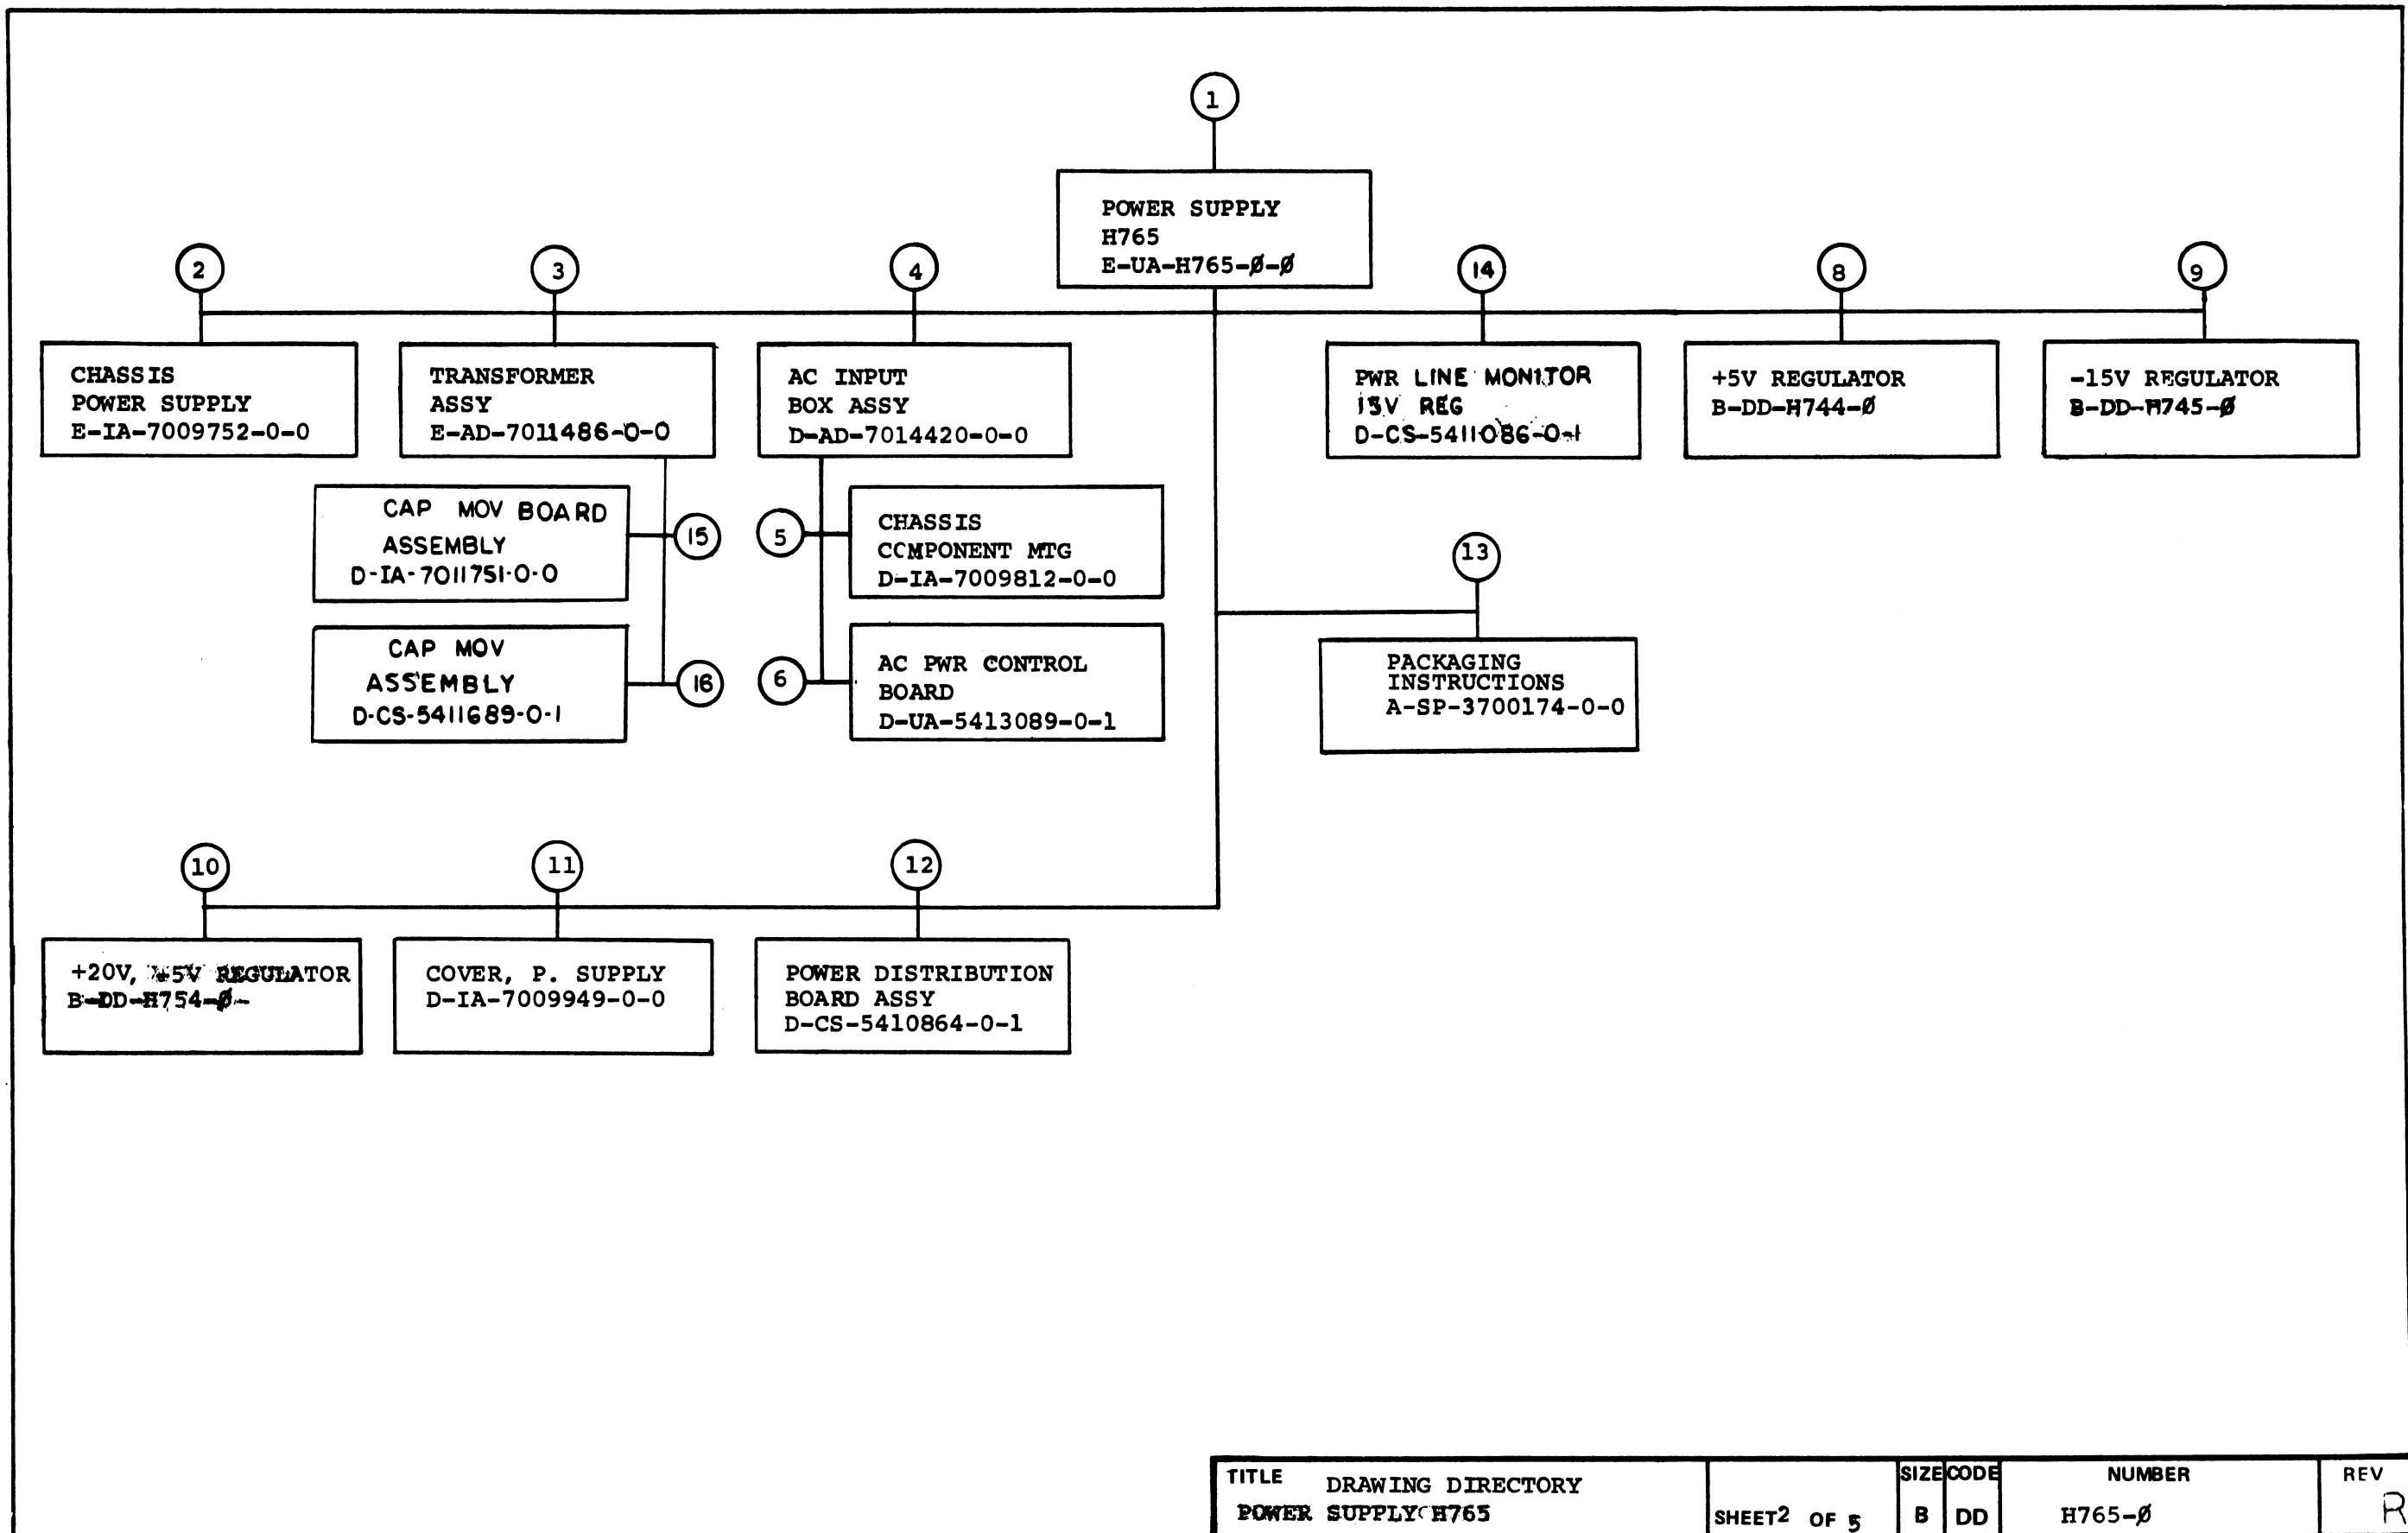 1
POWER SUPPLY
H765
E-UA-H765-Ø-Ø
2
3
4
14
8
9
CHASSIS
POWER SUPPLY
E-IA-7009752-0-0
TRANSFORMER
ASSY
E-AD-7011486-0-0
AC INPUT
BOX ASSY
D-AD-7014420-0-0
PWR LINE MONITOR
15V REG
D-CS-5411086-0-1
+5V REGULATOR
B-DD-H744-Ø
-15V REGULATOR
B-DD-H745-Ø
CAP MOV BOARD
ASSEMBLY
D-IA-7011751-0-0
15
5
CHASSIS
COMPONENT MTG
D-IA-7009812-0-0
13
CAP MOV
ASSEMBLY
D-CS-5411689-0-1
16
6
AC PWR CONTROL
BOARD
D-UA-5413089-0-1
PACKAGING
INSTRUCTIONS
A-SP-3700174-0-0
10
11
12
+20V, REGULATOR
B-DD-H754-Ø-
COVER, P. SUPPLY
D-IA-7009949-0-0
POWER DISTRIBUTION
BOARD ASSY
D-CS-5410864-0-1
TITLE DRAWING DIRECTORY
POWER SUPPLY H765
SHEET 2 OF 5
SIZE
B
CODE
DD
NUMBER
H765-Ø
REV